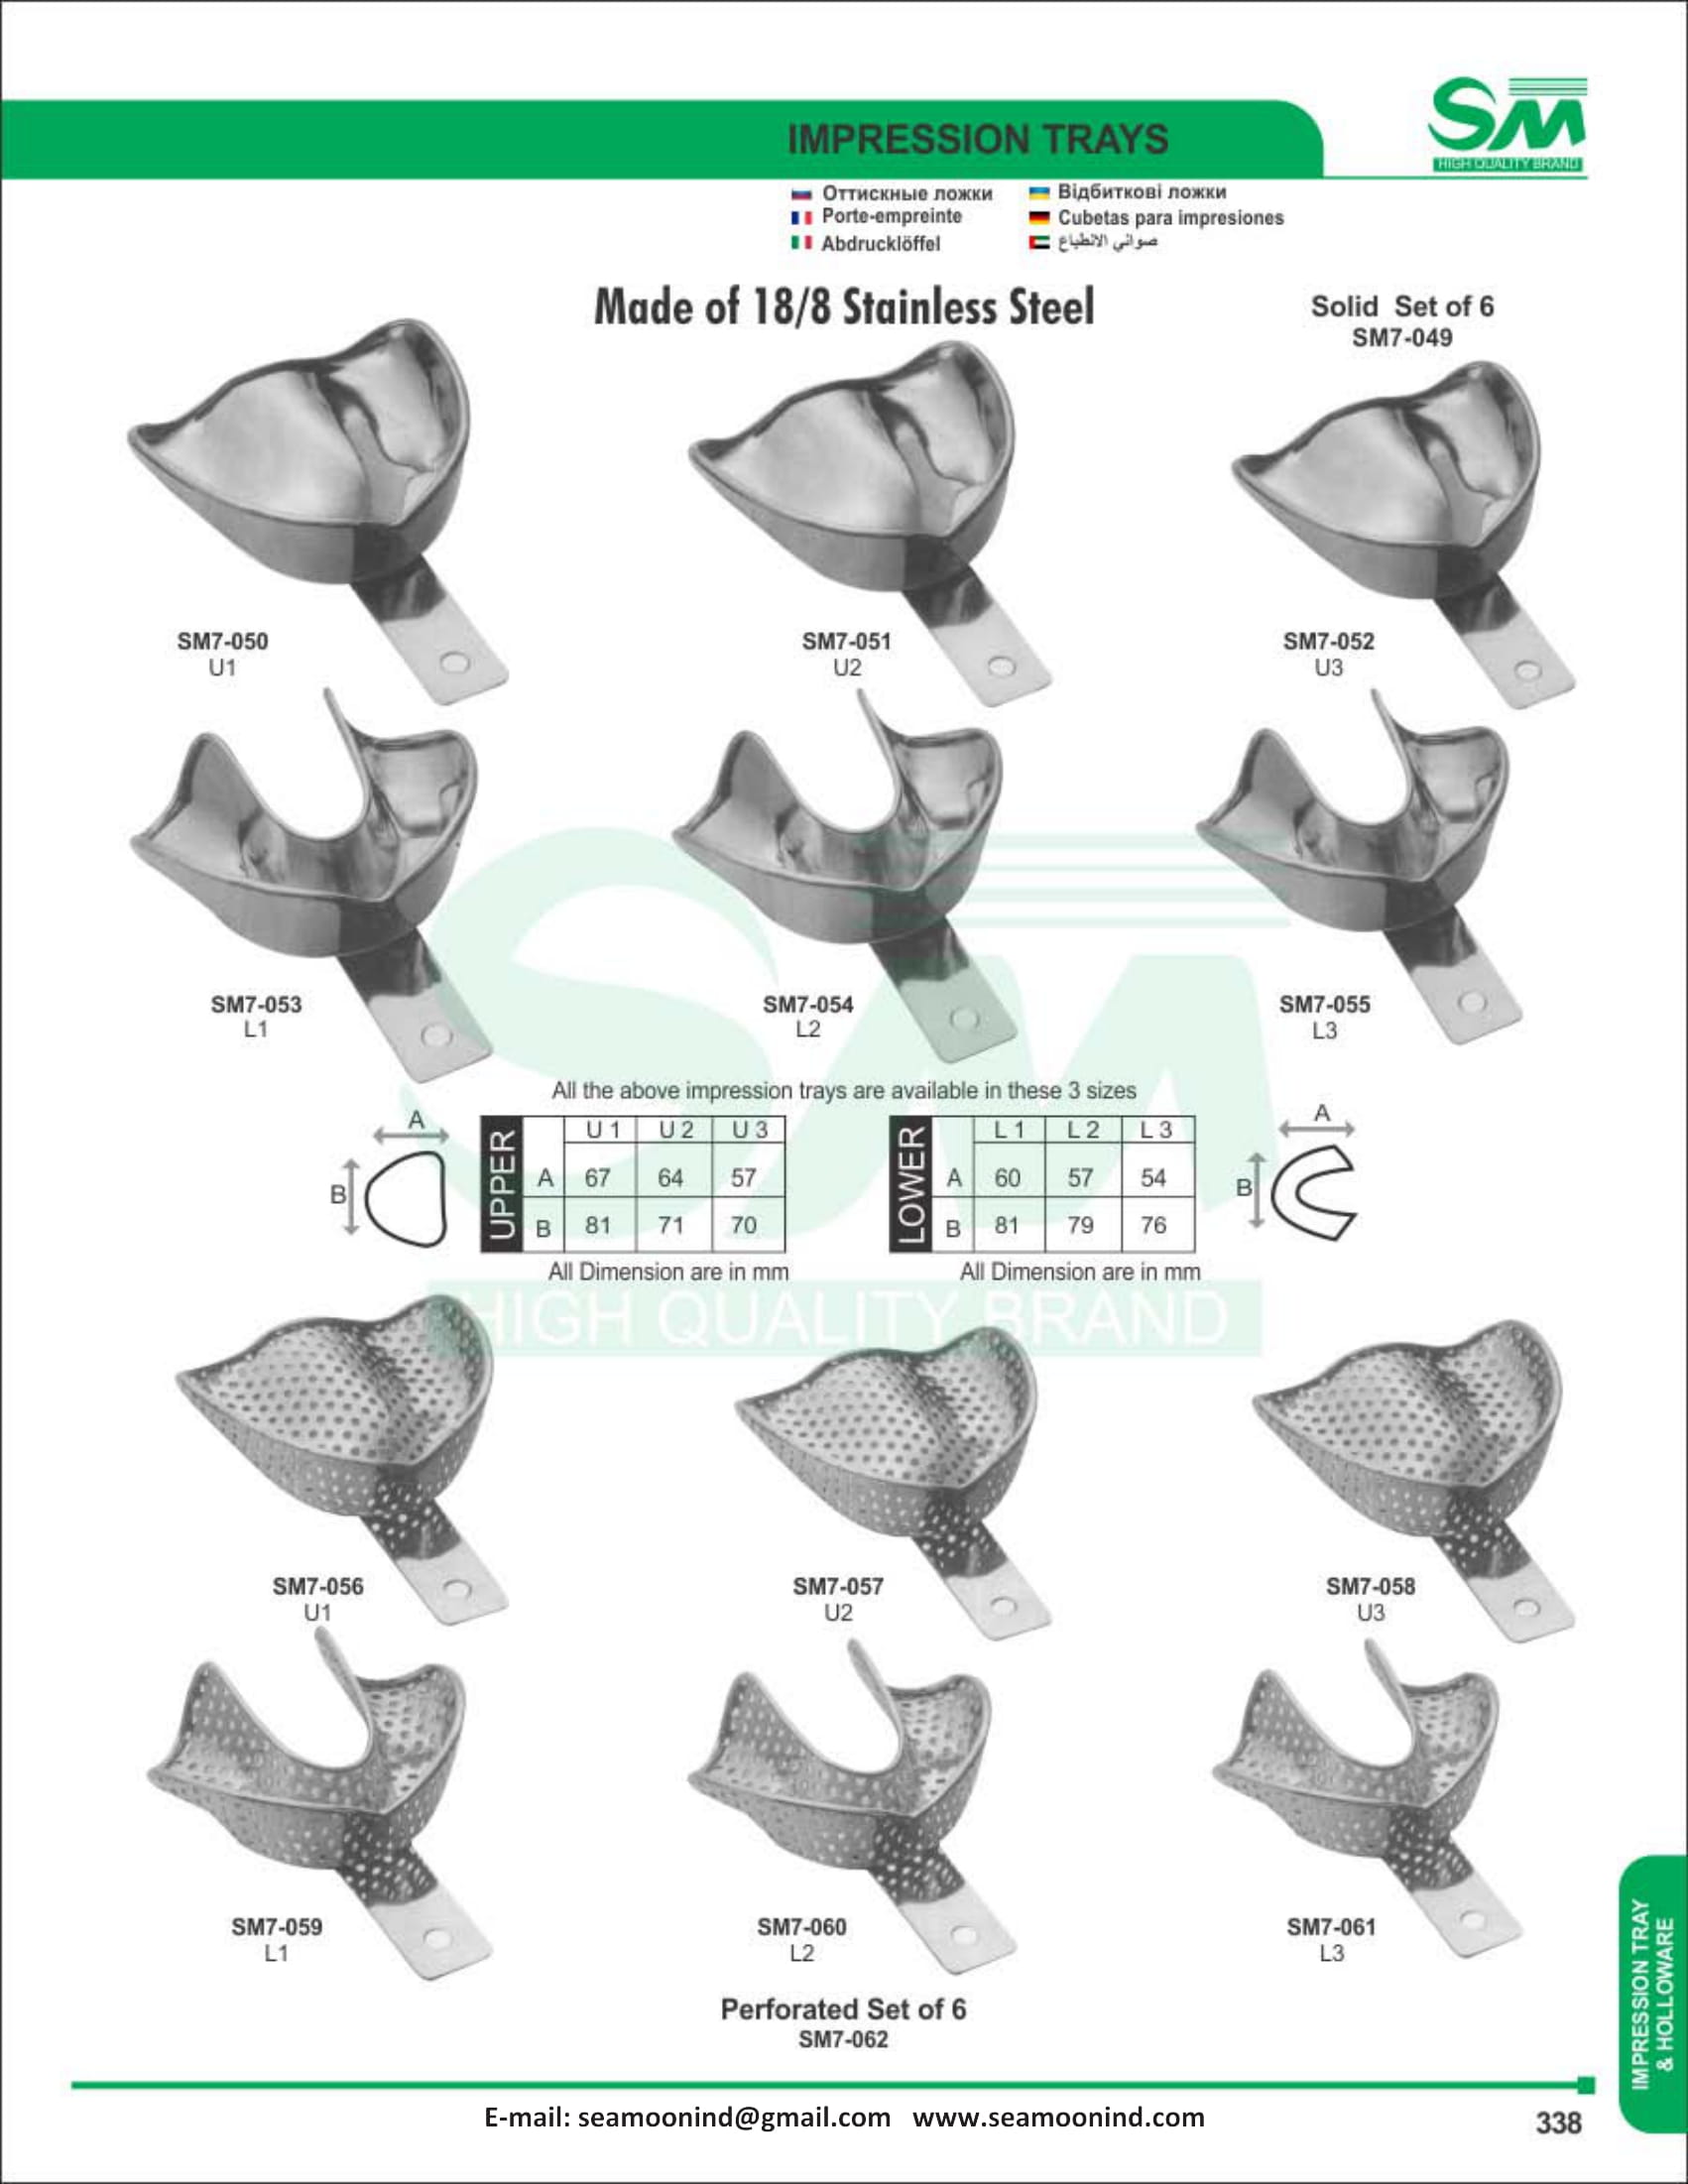 SM
HIGH QUALITY BRAND
IMPRESSION TRAYS
Оттискные ложки
Відбиткові ложки
Porte-empreinte
Cubetas para impresiones
Abdrucklöffel
صواني الانطباع
Made of 18/8 Stainless Steel
Solid Set of 6
SM7-049
SM7-050
U1
SM7-051
U2
SM7-052
U3
SM7-053
L1
SM7-054
L2
SM7-055
L3
All the above impression trays are available in these 3 sizes
A
B
UPPER
U 1 U 2 U 3
A 67 64 57
B 81 71 70
All Dimension are in mm
LOWER
L 1 L 2 L 3
A 60 57 54
B 81 79 76
All Dimension are in mm
A
B
SM
HIGH QUALITY BRAND
SM7-056
U1
SM7-057
U2
SM7-058
U3
SM7-059
L1
SM7-060
L2
SM7-061
L3
Perforated Set of 6
SM7-062
IMPRESSION TRAY
& HOLLOWARE
E-mail: seamoonind@gmail.com www.seamoonind.com
338